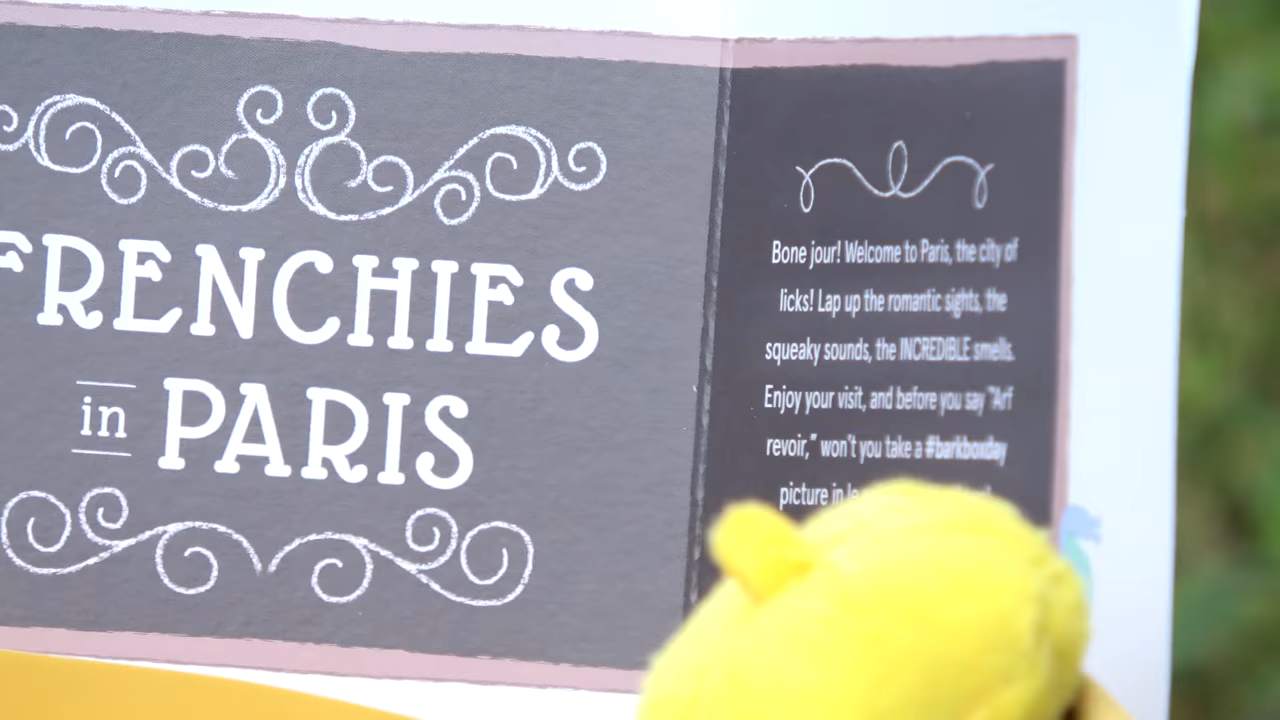 FRENCHIES
in PARIS
Bone jour! Welcome to Paris, the city of
licks! Lap up the romantic sights, the
squeaky sounds, the INCREDIBLE smells.
Enjoy your visit, and before you say "Arf
revoir," won't you take a #barkboxday
picture in